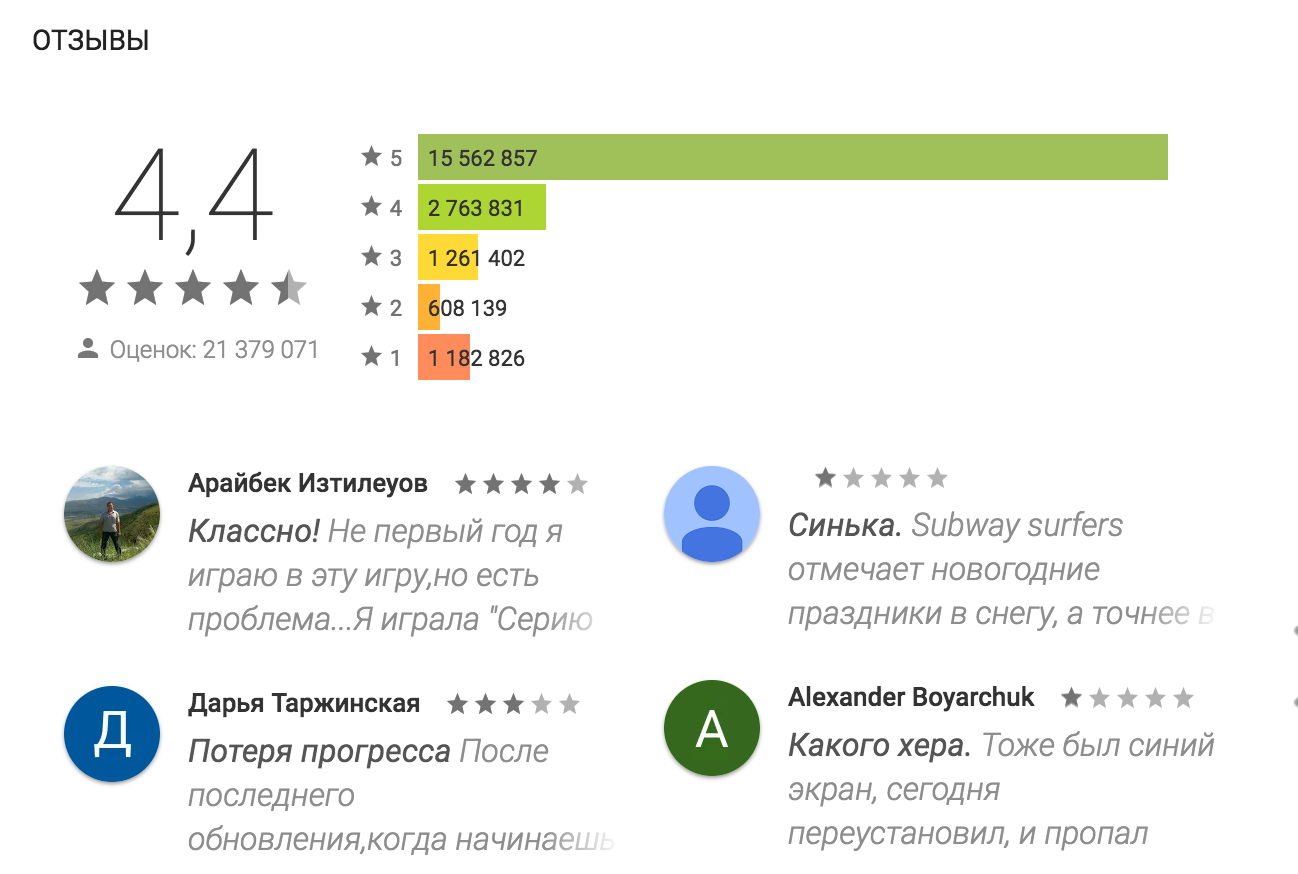 ОТЗЫВЫ
4,4
Оценок: 21 379 071
5 15 562 857
4 2 763 831
3 1 261 402
2 608 139
1 1 182 826
Арайбек Изтилеуов
Классно! Не первый год я
играю в эту игру,но есть
проблема...Я играла "Серию
Синька. Subway surfers
отмечает новогодние
праздники в снегу, а точнее в
Д
Дарья Таржинская
Потеря прогресса После
последнего
обновления,когда начинаешь
A
Alexander Boyarchuk
Какого хера. Тоже был синий
экран, сегодня
переустановил, и пропал